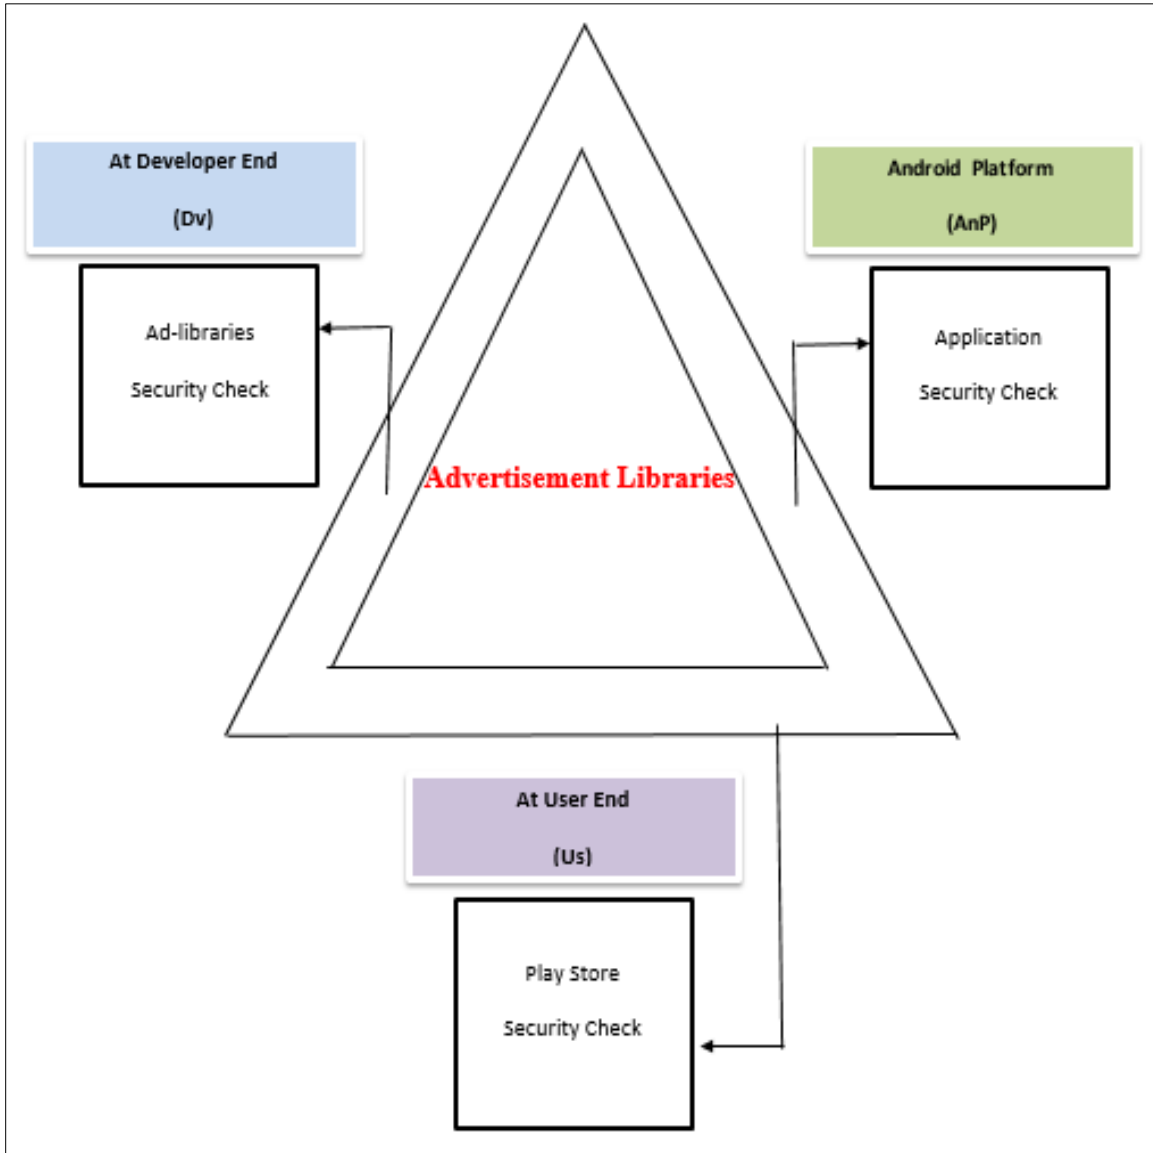 At Developer End
(Dv)
Ad-libraries
Security Check
Android Platform
(AnP)
Application
Security Check
Advertisement Libraries
At User End
(Us)
Play Store
Security Check